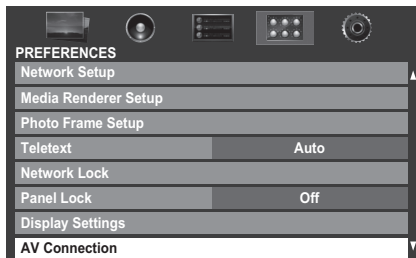 PREFERENCES
Network Setup
Media Renderer Setup
Photo Frame Setup
Teletext Auto
Network Lock
Panel Lock Off
Display Settings
AV Connection